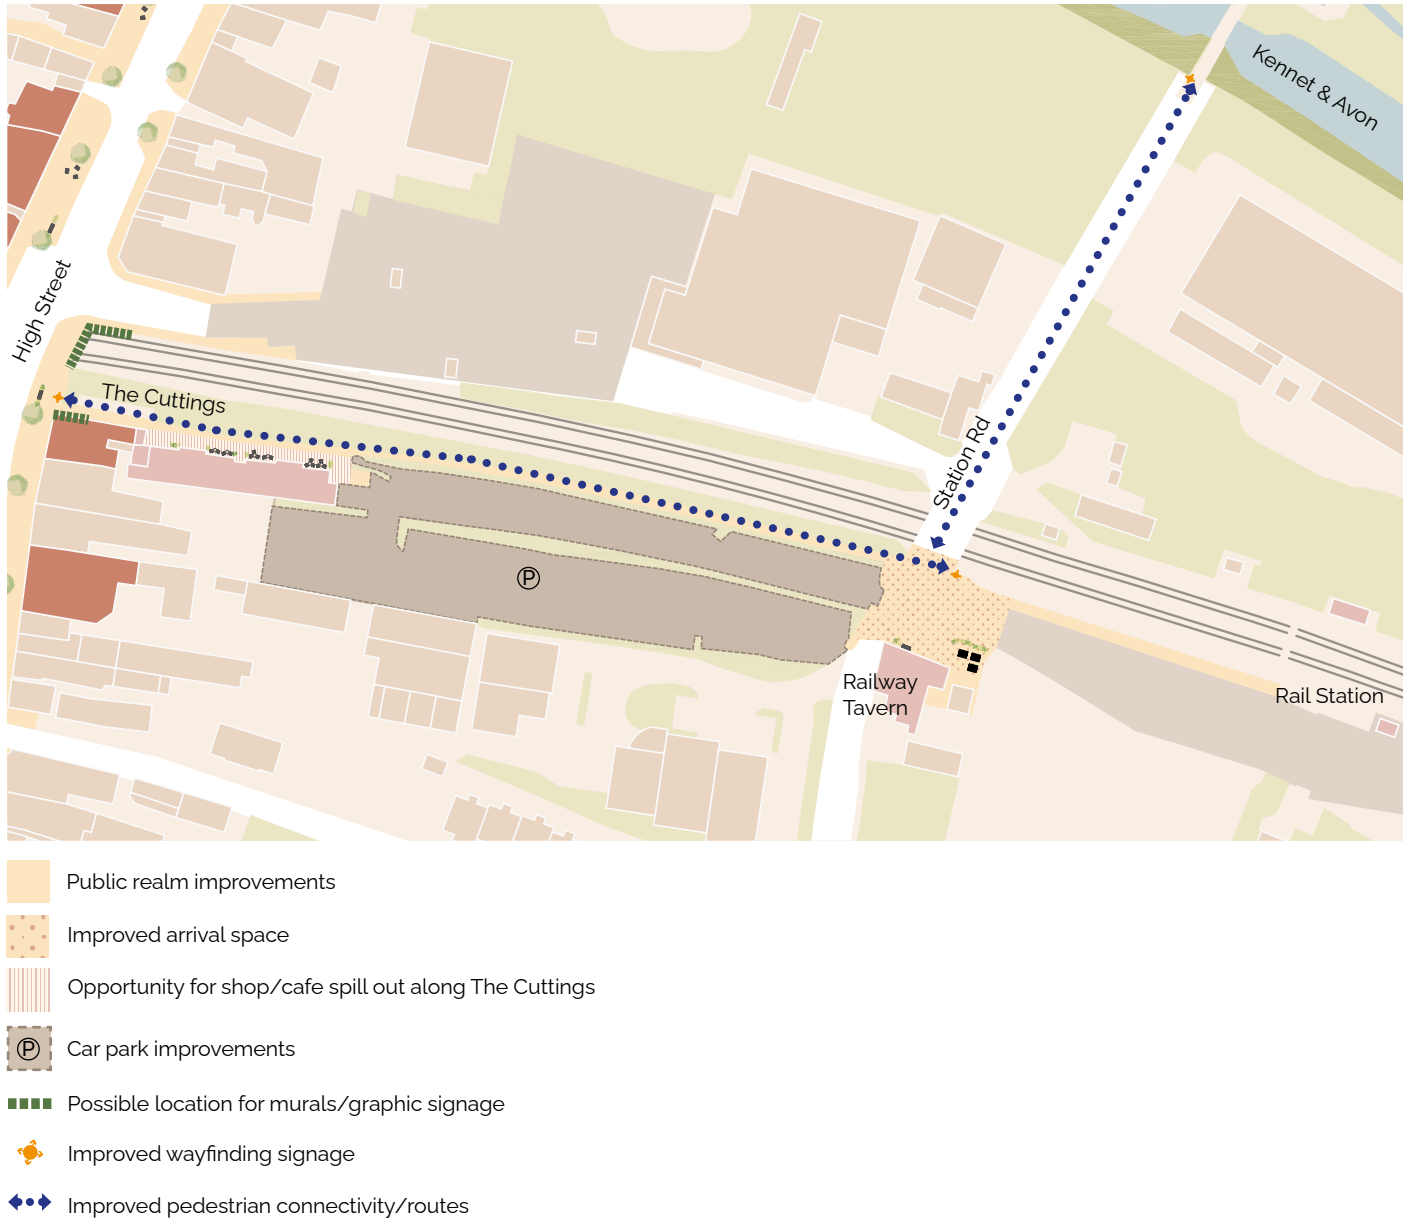 Kennet & Avon
High Street
The Cuttings
Station Rd
P
Railway
Tavern
Rail Station
Public realm improvements
Improved arrival space
Opportunity for shop/cafe spill out along The Cuttings
P
Car park improvements
Possible location for murals/graphic signage
Improved wayfinding signage
Improved pedestrian connectivity/routes